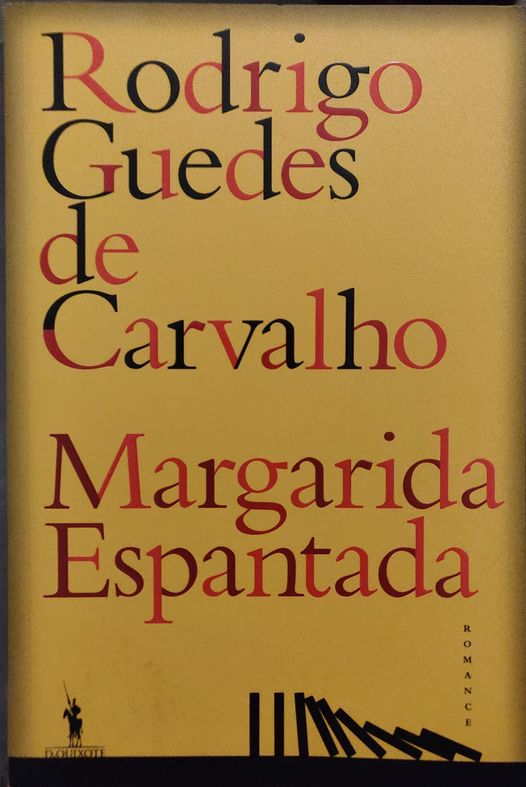 Rodrigo
Guedes
de
Carvalho
Margarida
Espantada
ROMANCE
D. QUIXOTE